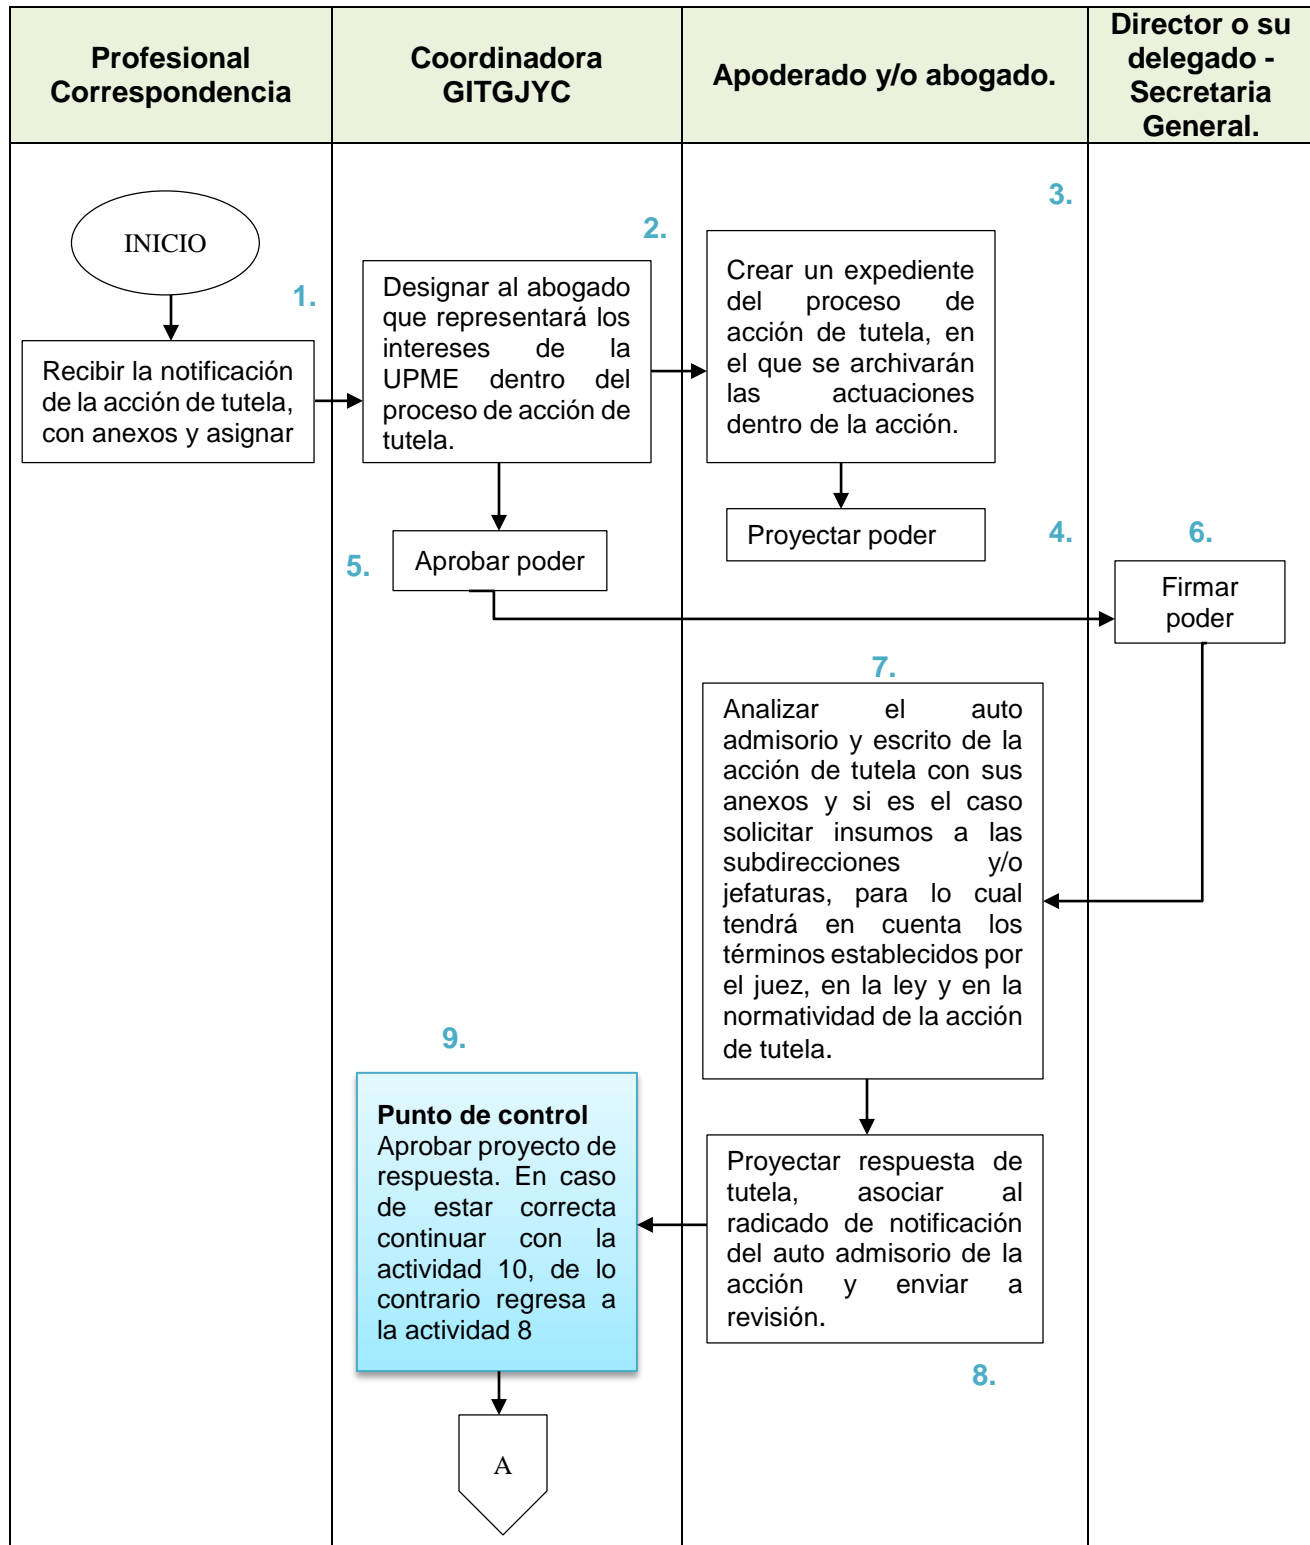 Profesional
Correspondencia
Coordinadora
GITGJYC
Apoderado y/o abogado.
Director o su
delegado -
Secretaria
General.
INICIO
1.
Recibir la notificación
de la acción de tutela,
con anexos y asignar
2.
Designar al abogado
que representará los
intereses de la
UPME dentro del
proceso de acción de
tutela.
3.
Crear un expediente
del proceso de
acción de tutela, en
el que se archivarán
las actuaciones
dentro de la acción.
Proyectar poder
4.
5.
Aprobar poder
6.
Firmar
poder
7.
Analizar el auto
admisorio y escrito de la
acción de tutela con sus
anexos y si es el caso
solicitar insumos a las
subdirecciones y/o
jefaturas, para lo cual
tendrá en cuenta los
términos establecidos por
el juez, en la ley y en la
normatividad de la acción
de tutela.
Proyectar respuesta de
tutela, asociar al
radicado de notificación
del auto admisorio de la
acción y enviar a
revisión.
8.
9.
Punto de control
Aprobar proyecto de
respuesta. En caso
de estar correcta
continuar con la
actividad 10, de lo
contrario regresa a
la actividad 8
A